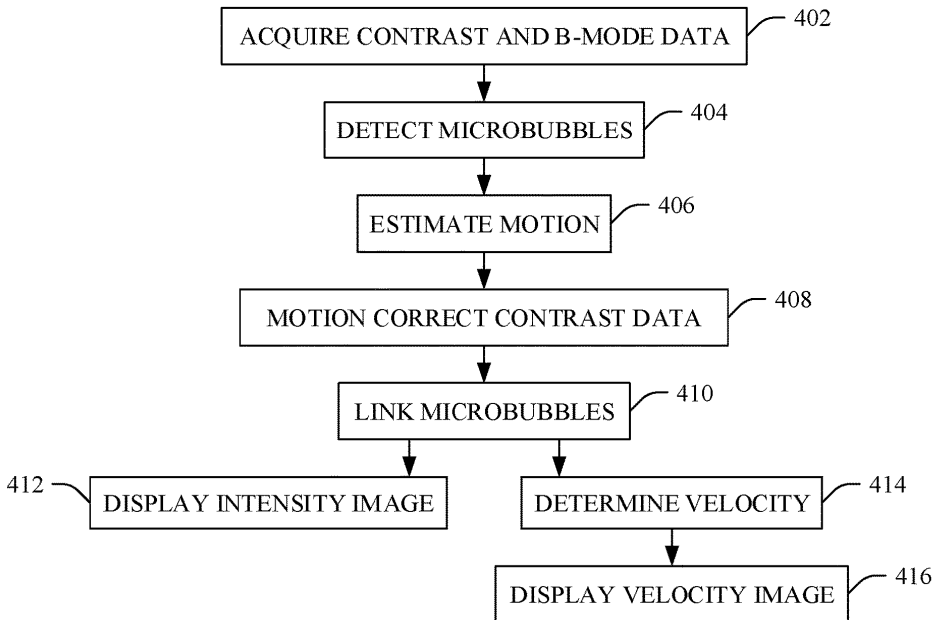 ACQUIRE CONTRAST AND B-MODE DATA
402
DETECT MICROBUBBLES
404
ESTIMATE MOTION
406
MOTION CORRECT CONTRAST DATA
408
LINK MICROBUBBLES
410
412
DISPLAY INTENSITY IMAGE
DETERMINE VELOCITY
414
DISPLAY VELOCITY IMAGE
416